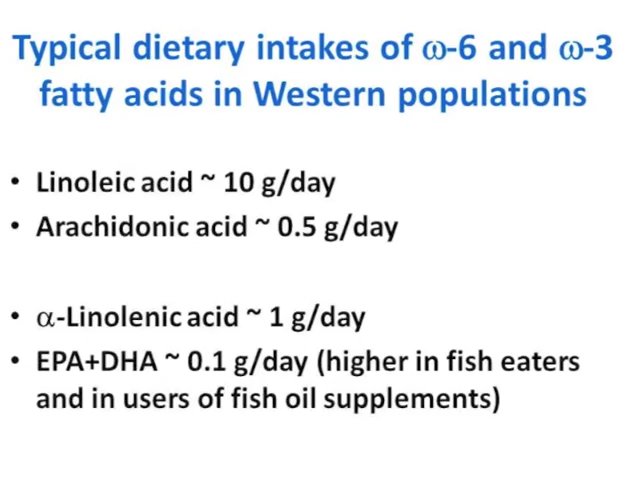 Typical dietary intakes of ω-6 and ω-3
fatty acids in Western populations
• Linoleic acid ~ 10 g/day
• Arachidonic acid ~ 0.5 g/day
• α-Linolenic acid ~ 1 g/day
• EPA+DHA ~ 0.1 g/day (higher in fish eaters
and in users of fish oil supplements)